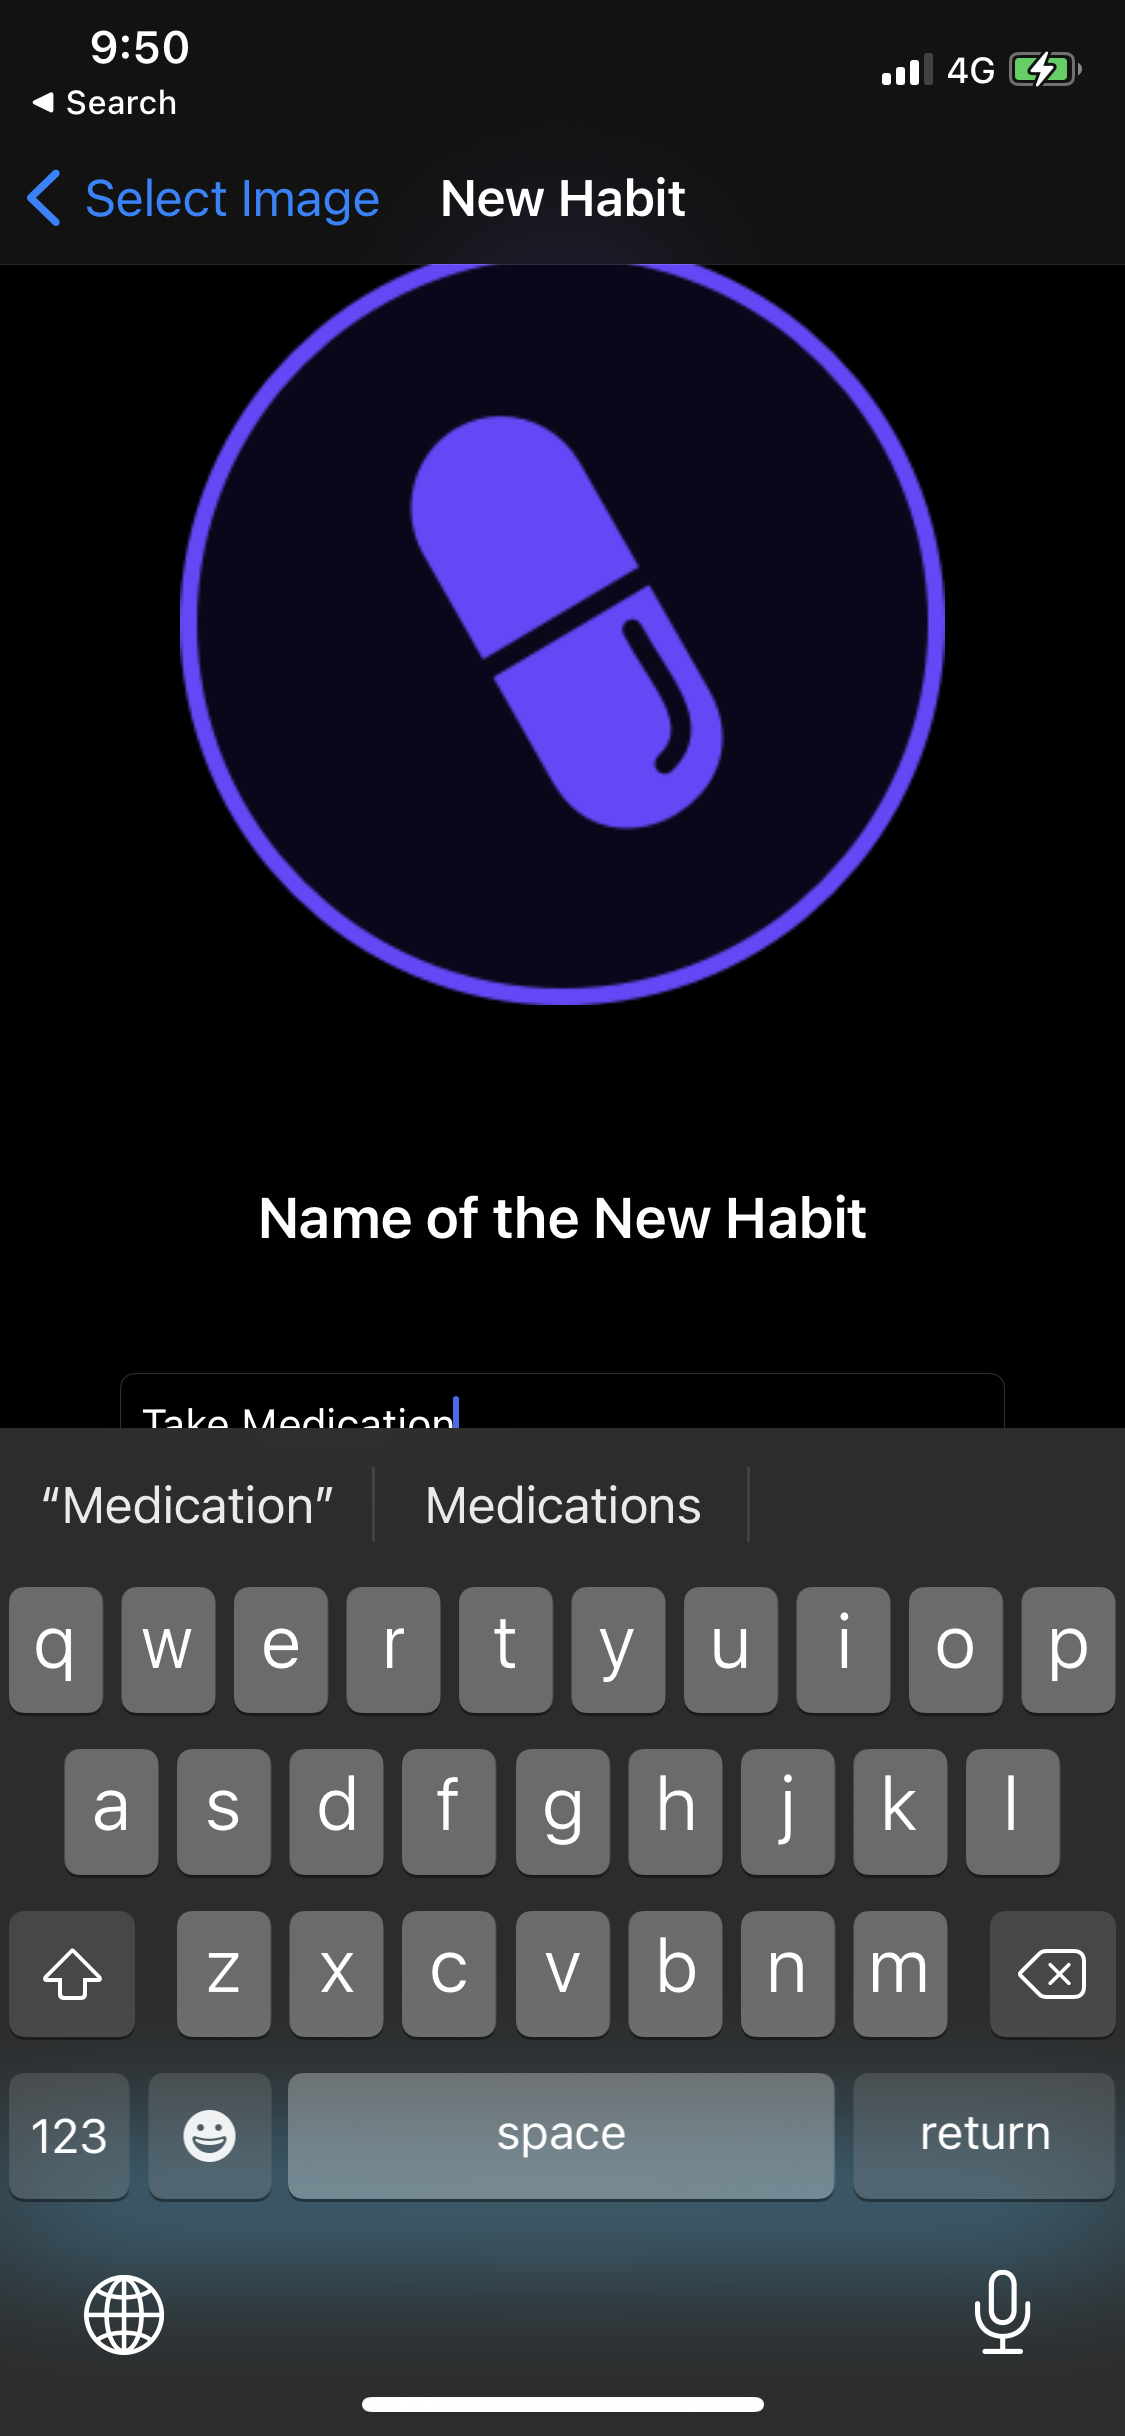 9:50
4G
Search
Select Image
New Habit
Name of the New Habit
Take Medication
“Medication”
Medications
q w e r t y u i o p
a s d f g h j k l
z x c v b n m
123
space
return